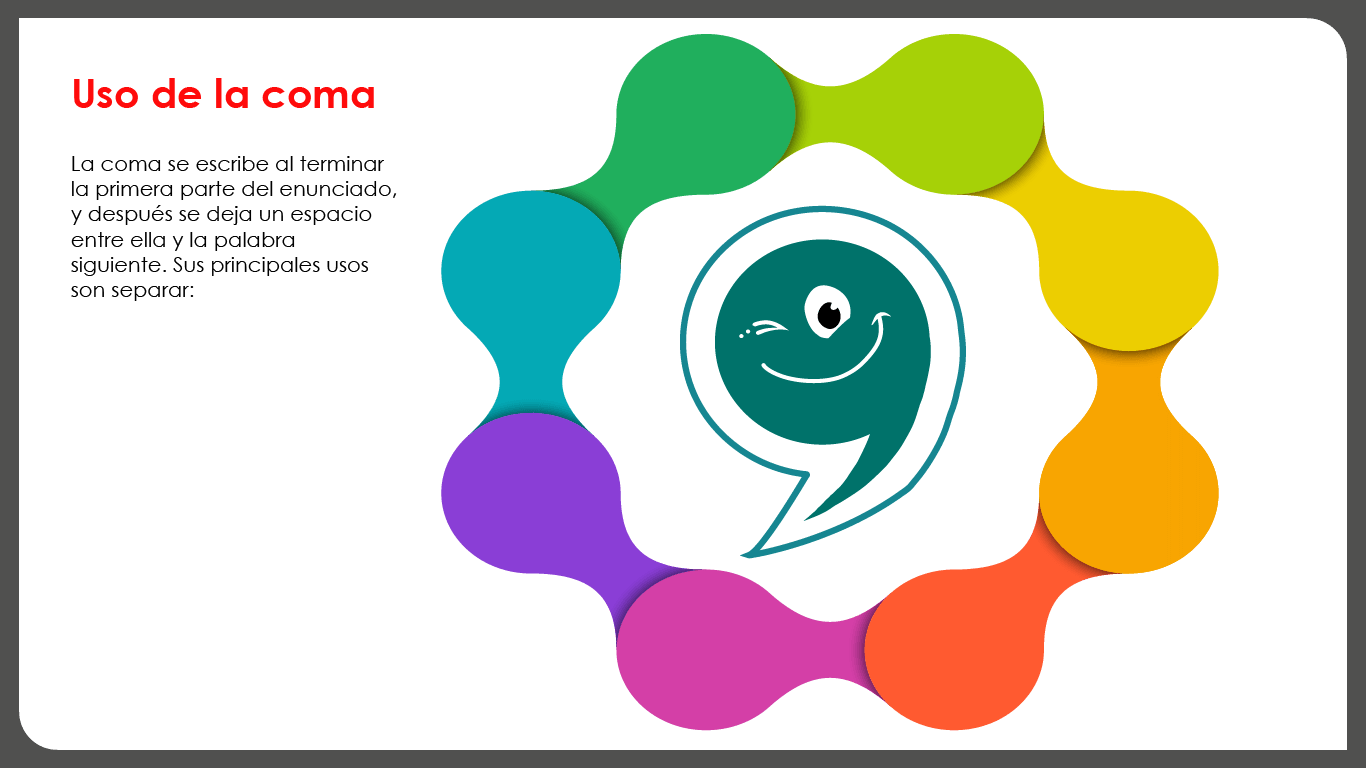 Uso de la coma
La coma se escribe al terminar
la primera parte del enunciado,
y después se deja un espacio
entre ella y la palabra
siguiente. Sus principales usos
son separar: